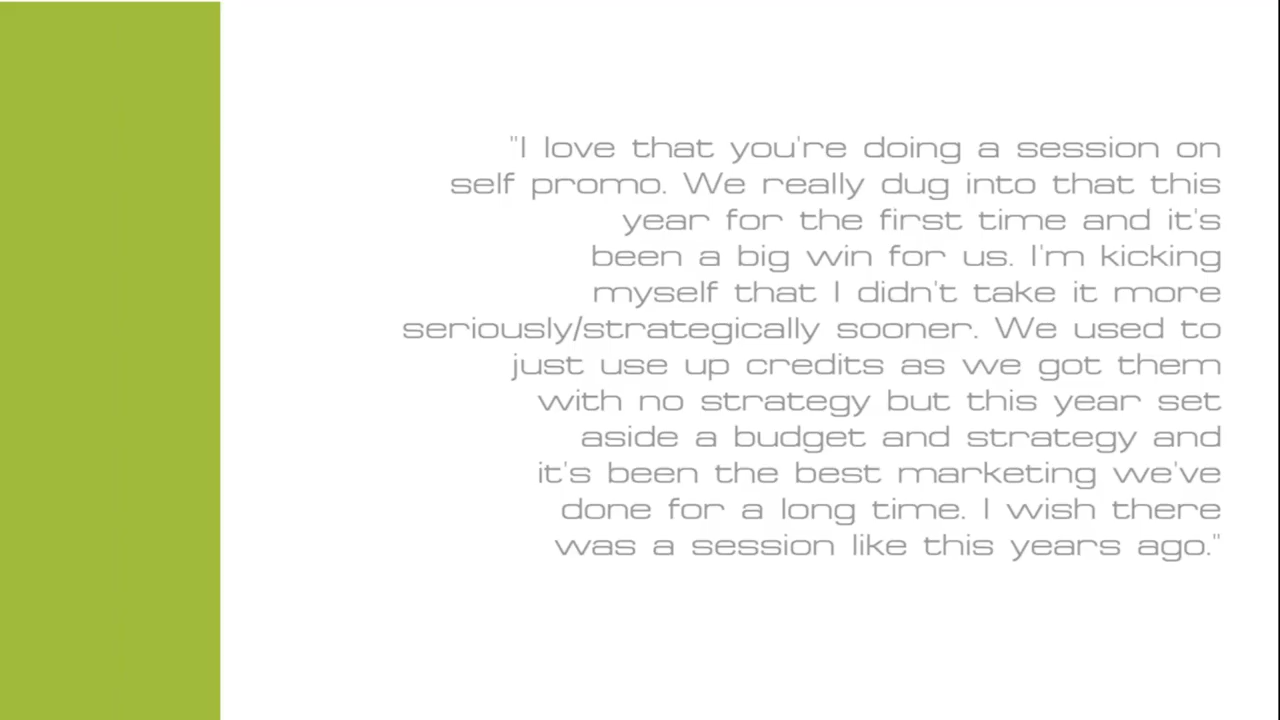 "I love that you're doing a session on
self promo. We really dug into that this
year for the first time and it's
been a big win for us. I'm kicking
myself that I didn't take it more
seriously/strategically sooner. We used to
just use up credits as we got them
with no strategy but this year set
aside a budget and strategy and
it's been the best marketing we've
done for a long time. I wish there
was a session like this years ago."